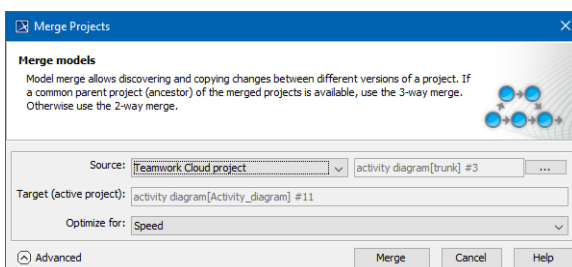 Merge Projects
Merge models
Model merge allows discovering and copying changes between different versions of a project. If
a common parent project (ancestor) of the merged projects is available, use the 3-way merge.
Otherwise use the 2-way merge.
Source: Teamwork Cloud project activity diagram[trunk] #3 ...
Target (active project): activity diagram[Activity_diagram] #11
Optimize for: Speed
Advanced Merge Cancel Help